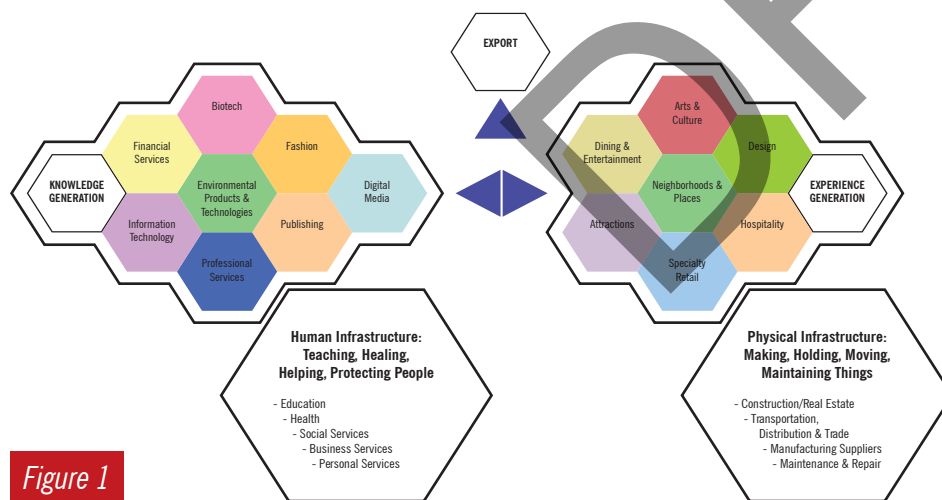 EXPORT
Biotech
Financial
Services
Fashion
KNOWLEDGE
GENERATION
Environmental
Products &
Technologies
Digital
Media
Information
Technology
Publishing
Professional
Services
Arts &
Culture
Dining &
Entertainment
Design
Neighborhoods &
Places
EXPERIENCE
GENERATION
Attractions
Hospitality
Specialty
Retail
Human Infrastructure:
Teaching, Healing,
Helping, Protecting People
- Education
- Health
- Social Services
- Business Services
- Personal Services
Physical Infrastructure:
Making, Holding, Moving,
Maintaining Things
- Construction/Real Estate
- Transportation,
Distribution & Trade
- Manufacturing Suppliers
- Maintenance & Repair
Figure 1